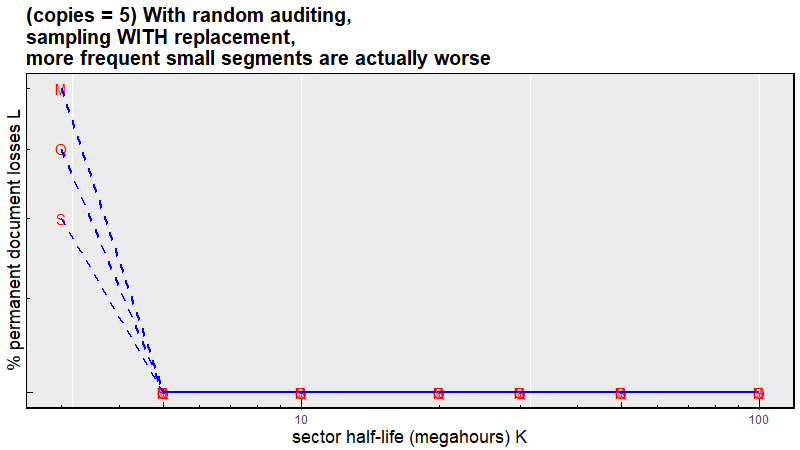 (copies = 5) With random auditing,
sampling WITH replacement,
more frequent small segments are actually worse
% permanent document losses L
M
Q
S
10
100
sector half-life (megahours) K